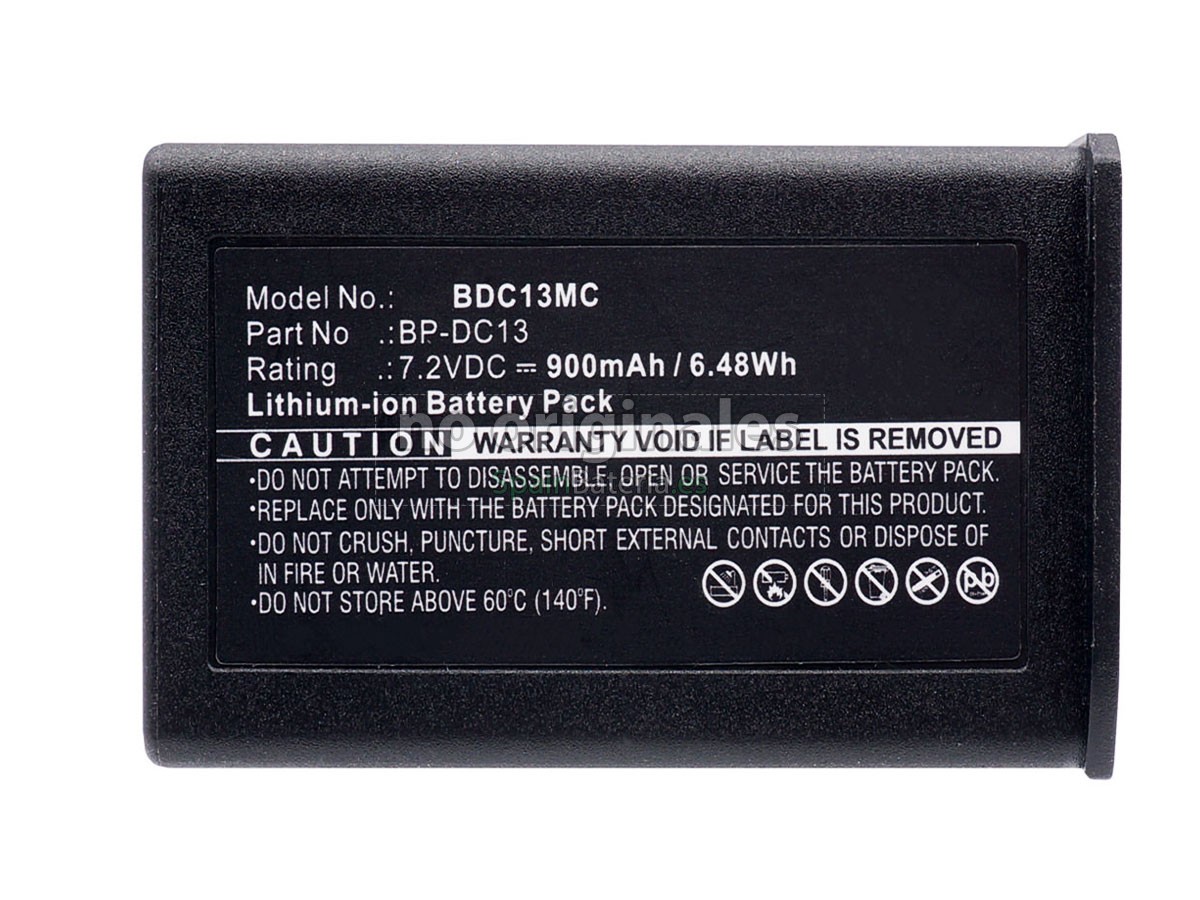 Model No.: BDC13MC
Part No .:BP-DC13
Rating .:7.2VDC ⎓ 900mAh / 6.48Wh
Lithium-ion Battery Pack
no originales
CAUTION WARRANTY VOID IF LABEL IS REMOVED
•DO NOT ATTEMPT TO DISASSEMBLE, OPEN OR SERVICE THE BATTERY PACK.
SpainBateria.es
•REPLACE ONLY WITH THE BATTERY PACK DESIGNATED FOR THIS PRODUCT.
•DO NOT CRUSH, PUNCTURE, SHORT EXTERNAL CONTACTS OR DISPOSE OF
IN FIRE OR WATER.
•DO NOT STORE ABOVE 60°C (140°F).
Pb